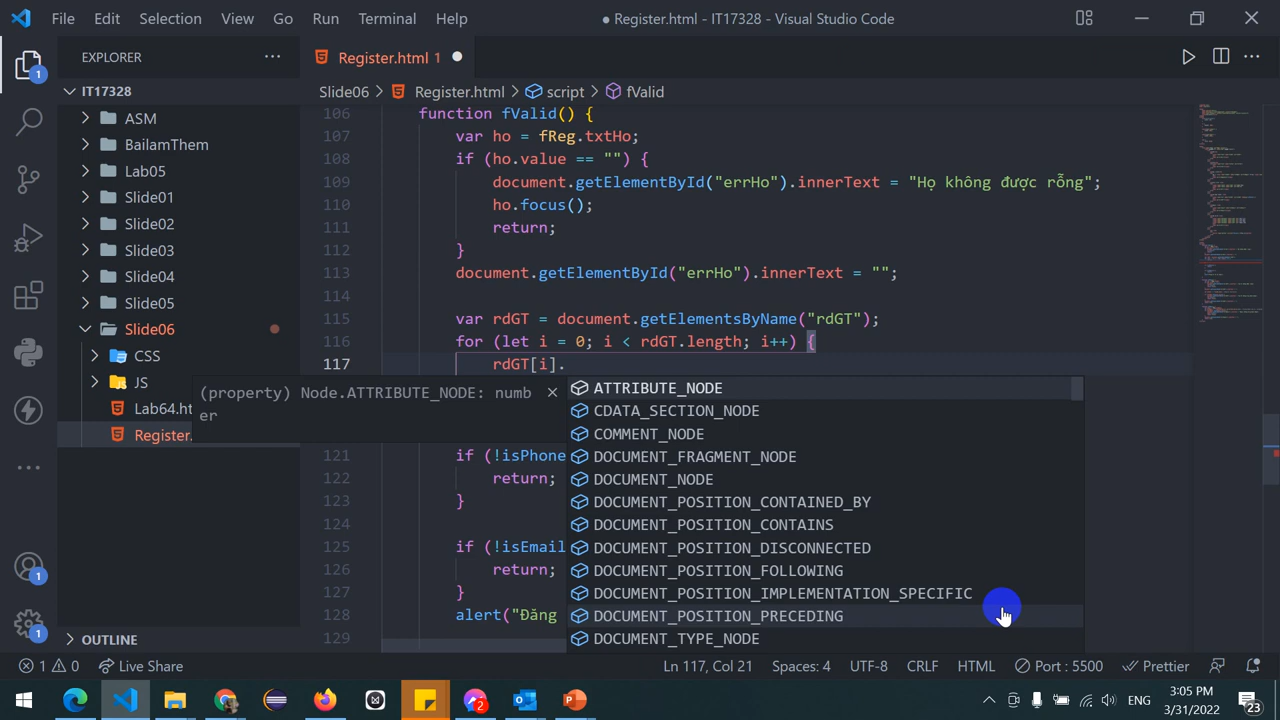 File Edit Selection View Go Run Terminal Help
● Register.html - IT17328 - Visual Studio Code
EXPLORER
IT17328
ASM
BailamThem
Lab05
Slide01
Slide02
Slide03
Slide04
Slide05
Slide06
CSS
JS
Lab64.ht
Register.
OUTLINE
Register.html 1
Slide06 > Register.html > script > fValid
106 function fValid() {
107 var ho = fReg.txtHo;
108 if (ho.value == "") {
109 document.getElementById("errHo").innerText = "Họ không được rỗng";
110 ho.focus();
111 return;
112 }
113 document.getElementById("errHo").innerText = "";
114
115 var rdGT = document.getElementsByName("rdGT");
116 for (let i = 0; i < rdGT.length; i++) {
117 rdGT[i].
(property) Node.ATTRIBUTE_NODE: numb
er
ATTRIBUTE_NODE
CDATA_SECTION_NODE
COMMENT_NODE
DOCUMENT_FRAGMENT_NODE
DOCUMENT_NODE
DOCUMENT_POSITION_CONTAINED_BY
DOCUMENT_POSITION_CONTAINS
DOCUMENT_POSITION_DISCONNECTED
DOCUMENT_POSITION_FOLLOWING
DOCUMENT_POSITION_IMPLEMENTATION_SPECIFIC
DOCUMENT_POSITION_PRECEDING
DOCUMENT_TYPE_NODE
121 if (!isPhone
122 return;
123 }
124
125 if (!isEmail
126 return;
127 }
128 alert("Đăng
129
1 0 Live Share
Ln 117, Col 21 Spaces: 4 UTF-8 CRLF HTML Port : 5500 Prettier
ENG
3:05 PM
3/31/2022
23
1
1
1
2